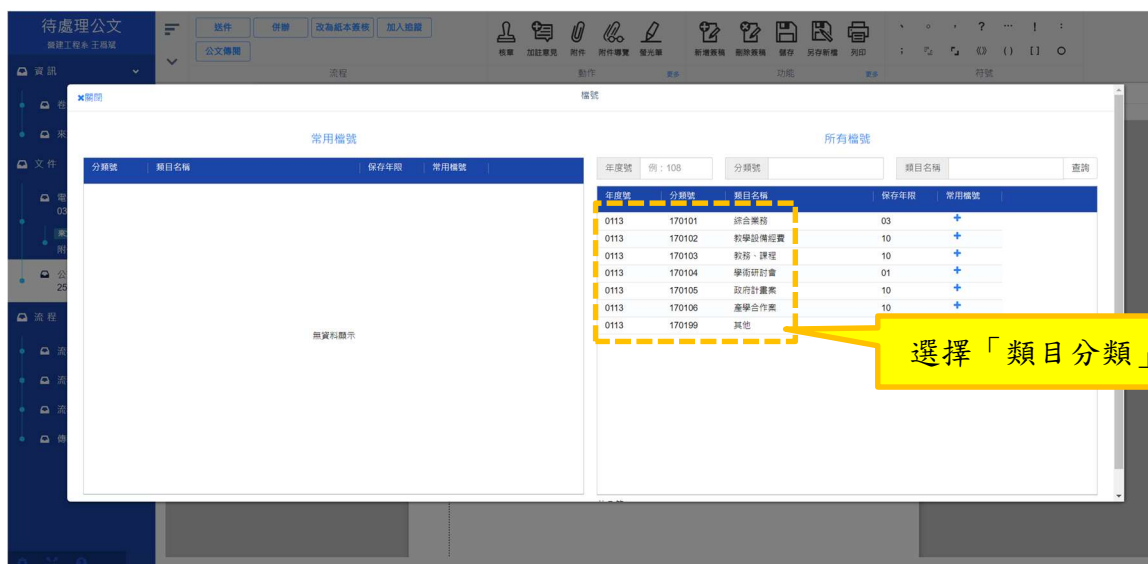 待處理公文
送件 併辦 改為紙本簽核 加入追蹤
公文傳閱
流程
核章 加註意見 附件 附件導覽 螢光筆
動作 更多
新增簽稿 刪除簽稿 儲存 另存新檔 列印
功能 更多
、 。 , ? … ! :
; 『』 「」 《》 ( ) [ ] ○
符號
資訊
文件
03
25
流程
×關閉
檔號
常用檔號
分類號 類目名稱 保存年限 常用檔號
無資料顯示
所有檔號
年度號 例:108 分類號 類目名稱 查詢
年度號 分類號 類目名稱 保存年限 常用檔號
0113 170101 綜合業務 03 +
0113 170102 教學設備經費 10 +
0113 170103 教務、課程 10 +
0113 170104 學術研討會 01 +
0113 170105 政府計畫案 10 +
0113 170106 產學合作案 10 +
0113 170199 其他
選擇「類目分類」